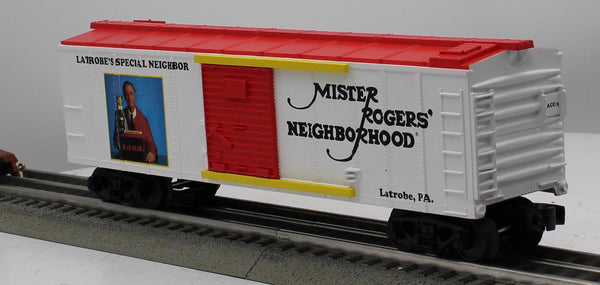 LATROBE'S SPECIAL NEIGHBOR
MISTER
ROGERS'
NEIGHBORHOOD
LATROBE, PA.